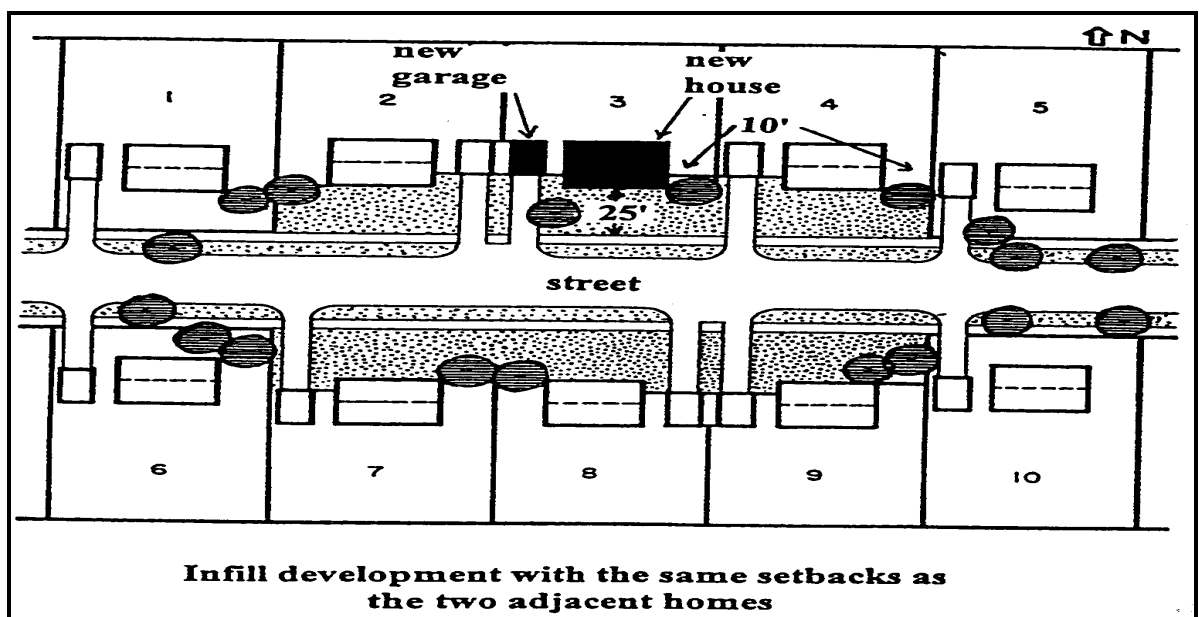 N
new
garage
new
house
1
2
3
4
5
10'
25'
street
6
7
8
9
10
Infill development with the same setbacks as
the two adjacent homes